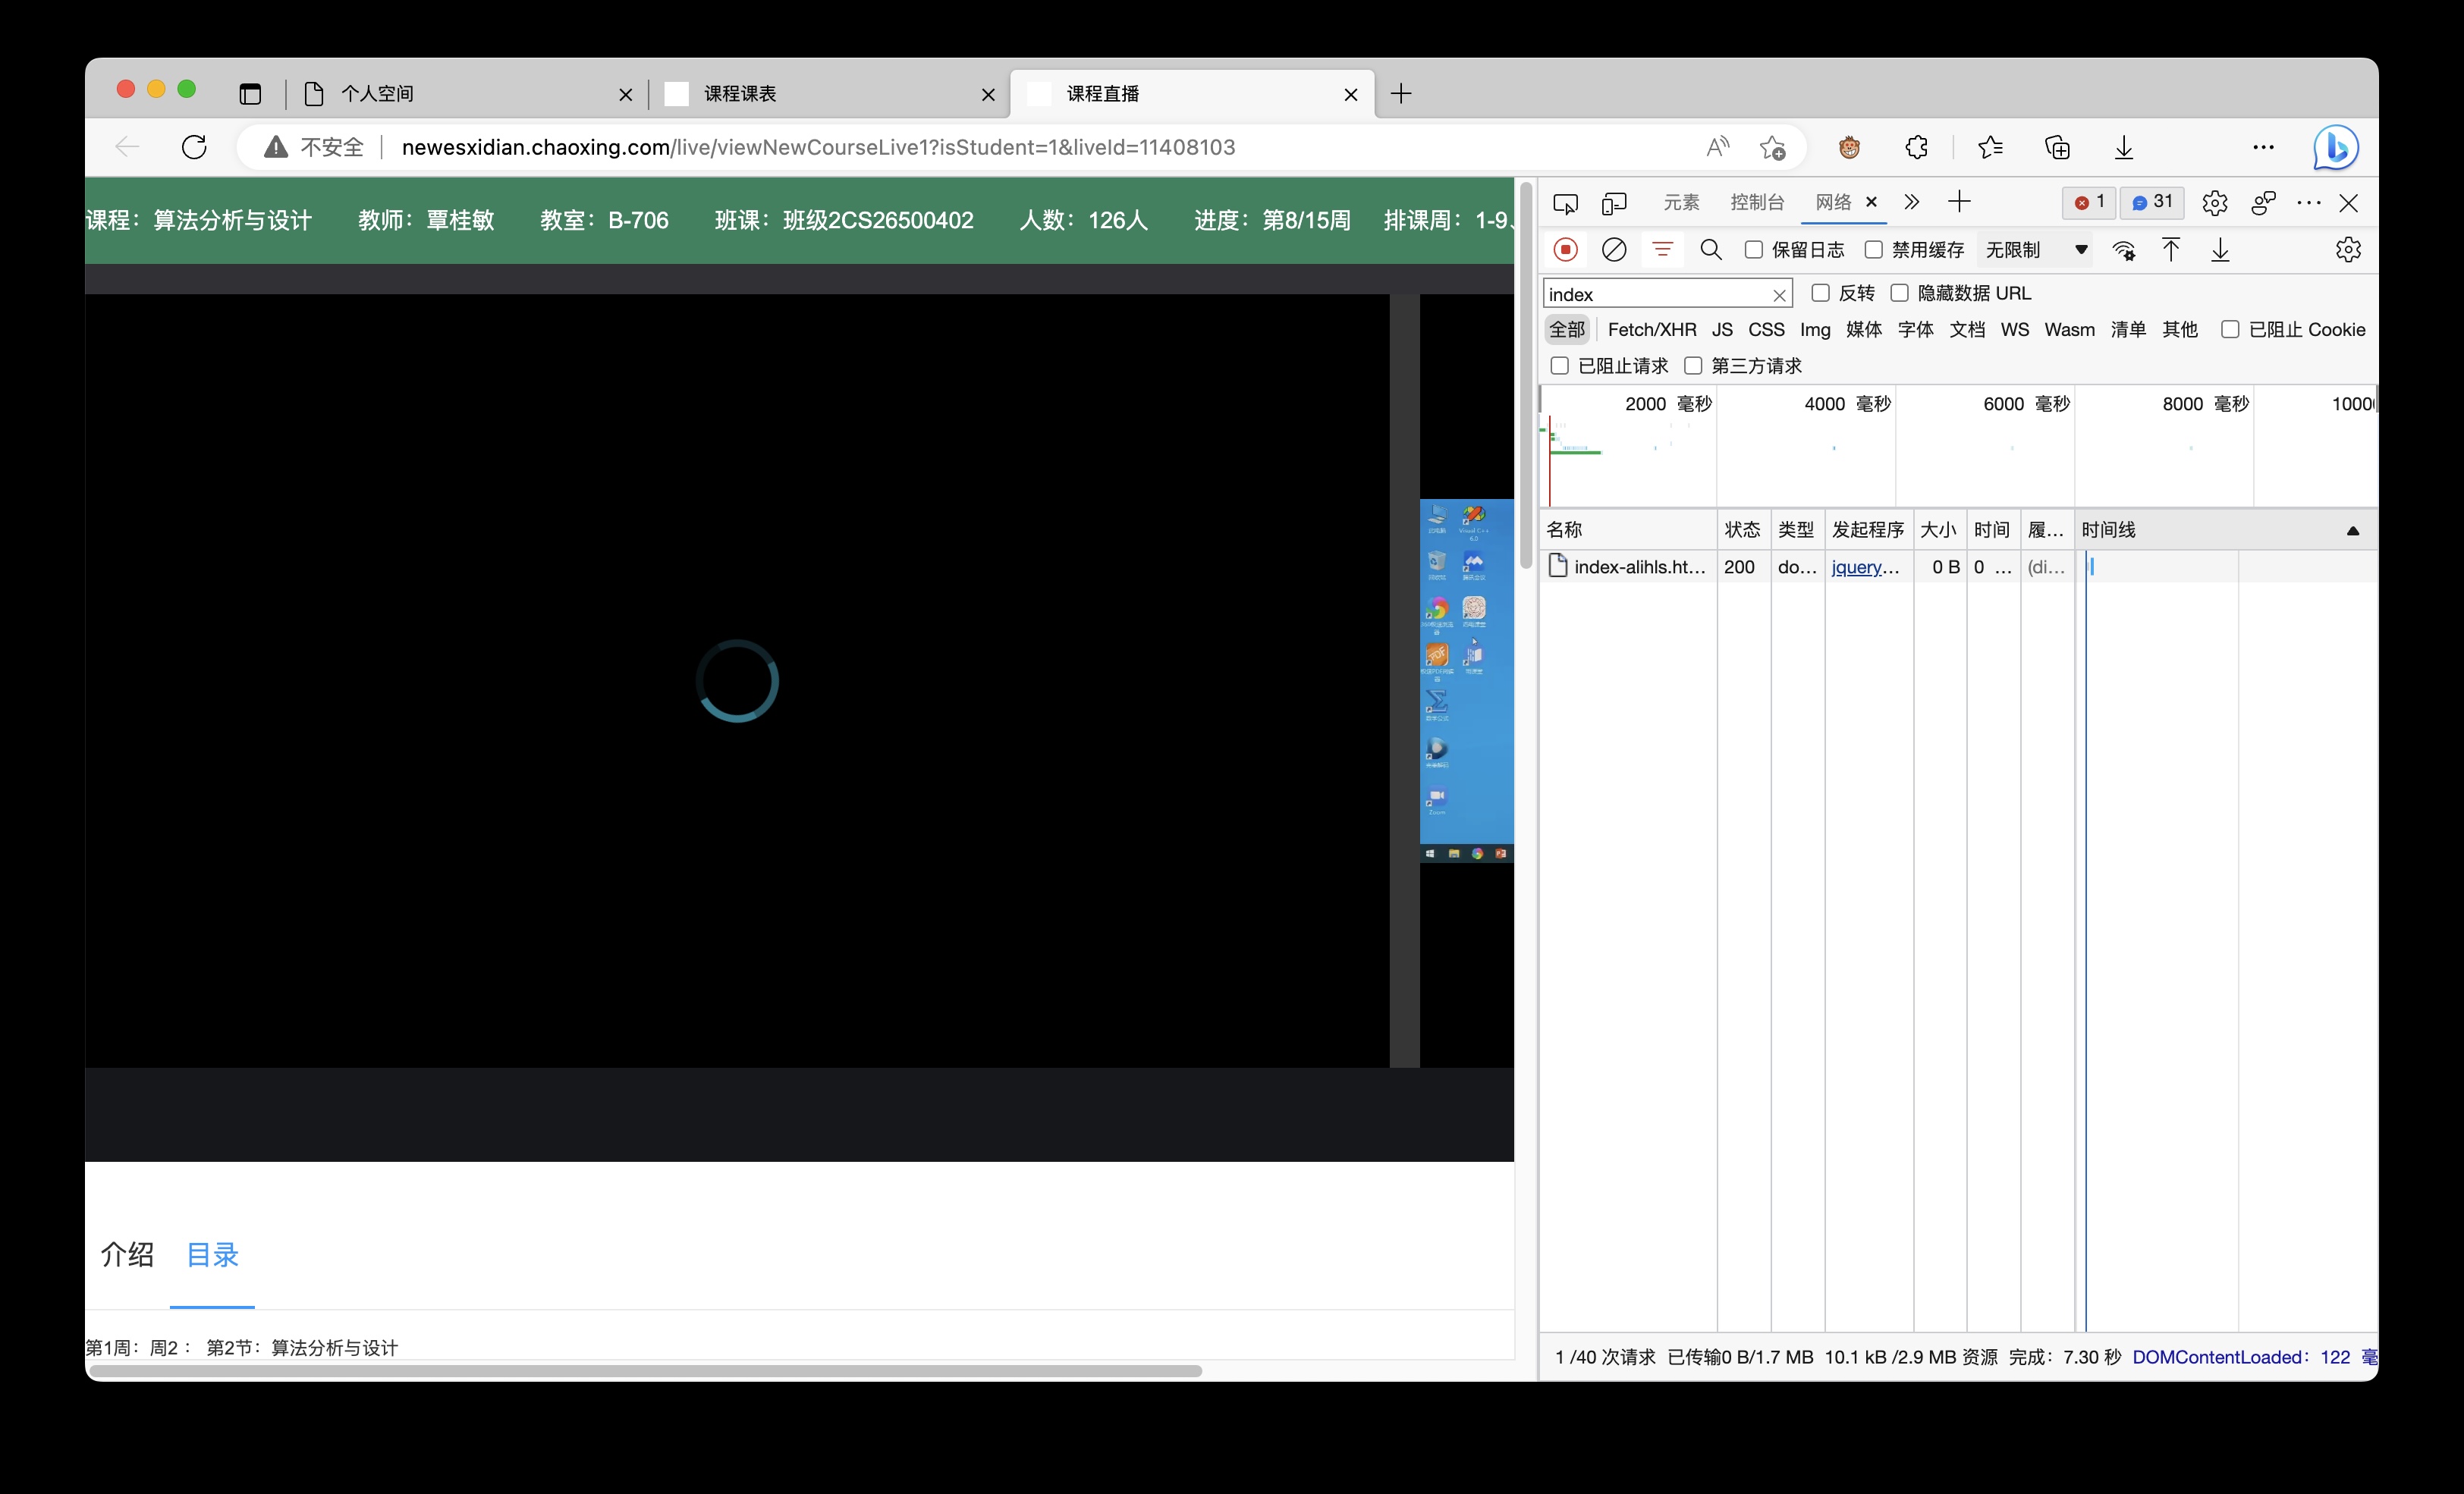 个人空间
课程课表
课程直播
不安全
newesxidian.chaoxing.com/live/viewNewCourseLive1?isStudent=1&liveId=11408103
课程：算法分析与设计 教师：覃桂敏 教室：B-706 班课：班级2CS26500402 人数：126人 进度：第8/15周 排课周：1-9、
Zoom
介绍 目录
第1周：周2： 第2节：算法分析与设计
元素 控制台 网络 1 31
保留日志 禁用缓存 无限制
index 反转 隐藏数据 URL
全部 Fetch/XHR JS CSS Img 媒体 字体 文档 WS Wasm 清单 其他 已阻止 Cookie
已阻止请求 第三方请求
2000 毫秒 4000 毫秒 6000 毫秒 8000 毫秒 1000
名称 状态 类型 发起程序 大小 时间 履… 时间线
index-alihls.ht… 200 do… jquery… 0 B 0 … (di…
1 /40 次请求 已传输0 B/1.7 MB 10.1 kB /2.9 MB 资源 完成：7.30 秒 DOMContentLoaded：122 毫